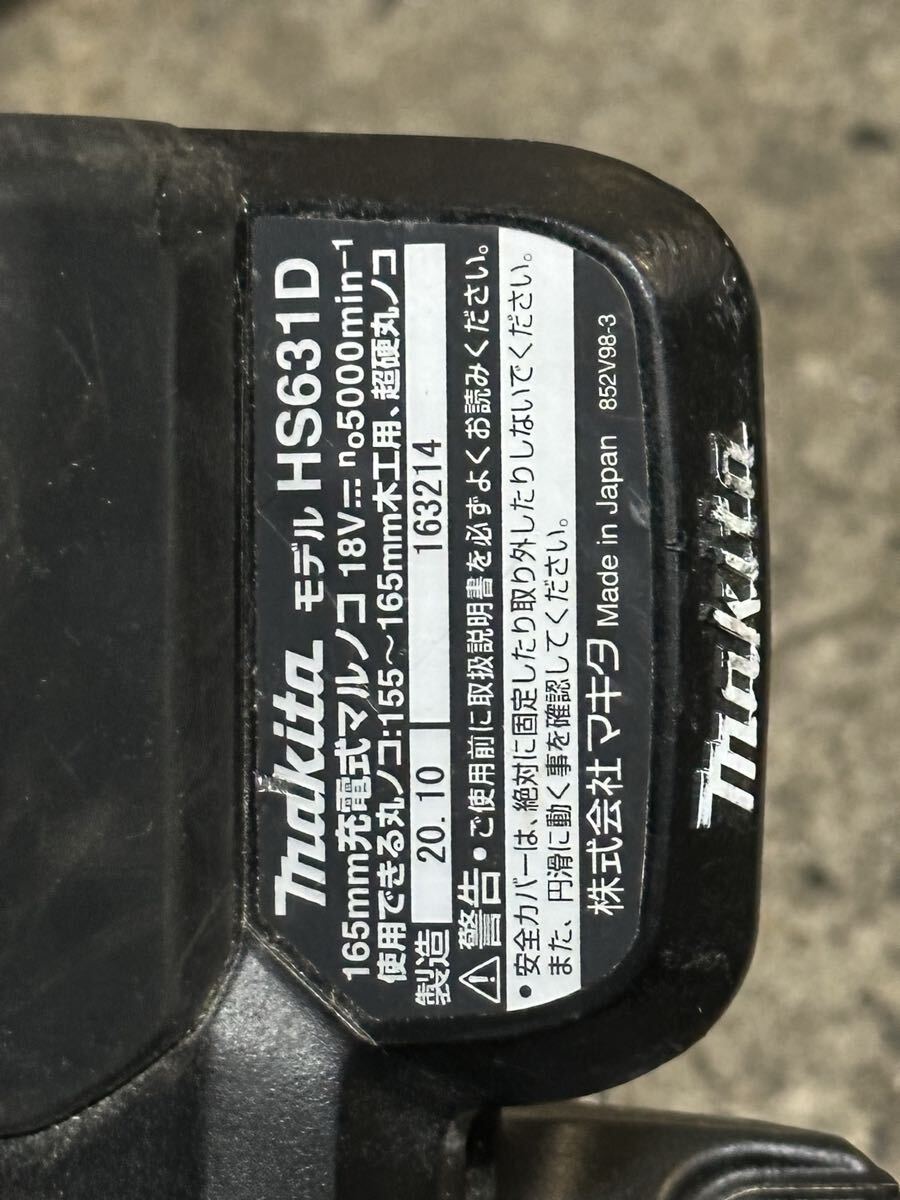 makita モデル HS631D
165mm充電式マルノコ 18V⎓ n₀5000min⁻¹
使用できる丸ノコ:155～165mm木工用、超硬丸ノコ
製造 20. 10 163214
⚠警告・ご使用前に取扱説明書を必ずよくお読みください。
・安全カバーは、絶対に固定したり取り外したりしないでください。
また、円滑に動く事を確認してください。
株式会社 マキタ Made in Japan 852V98-3
makita